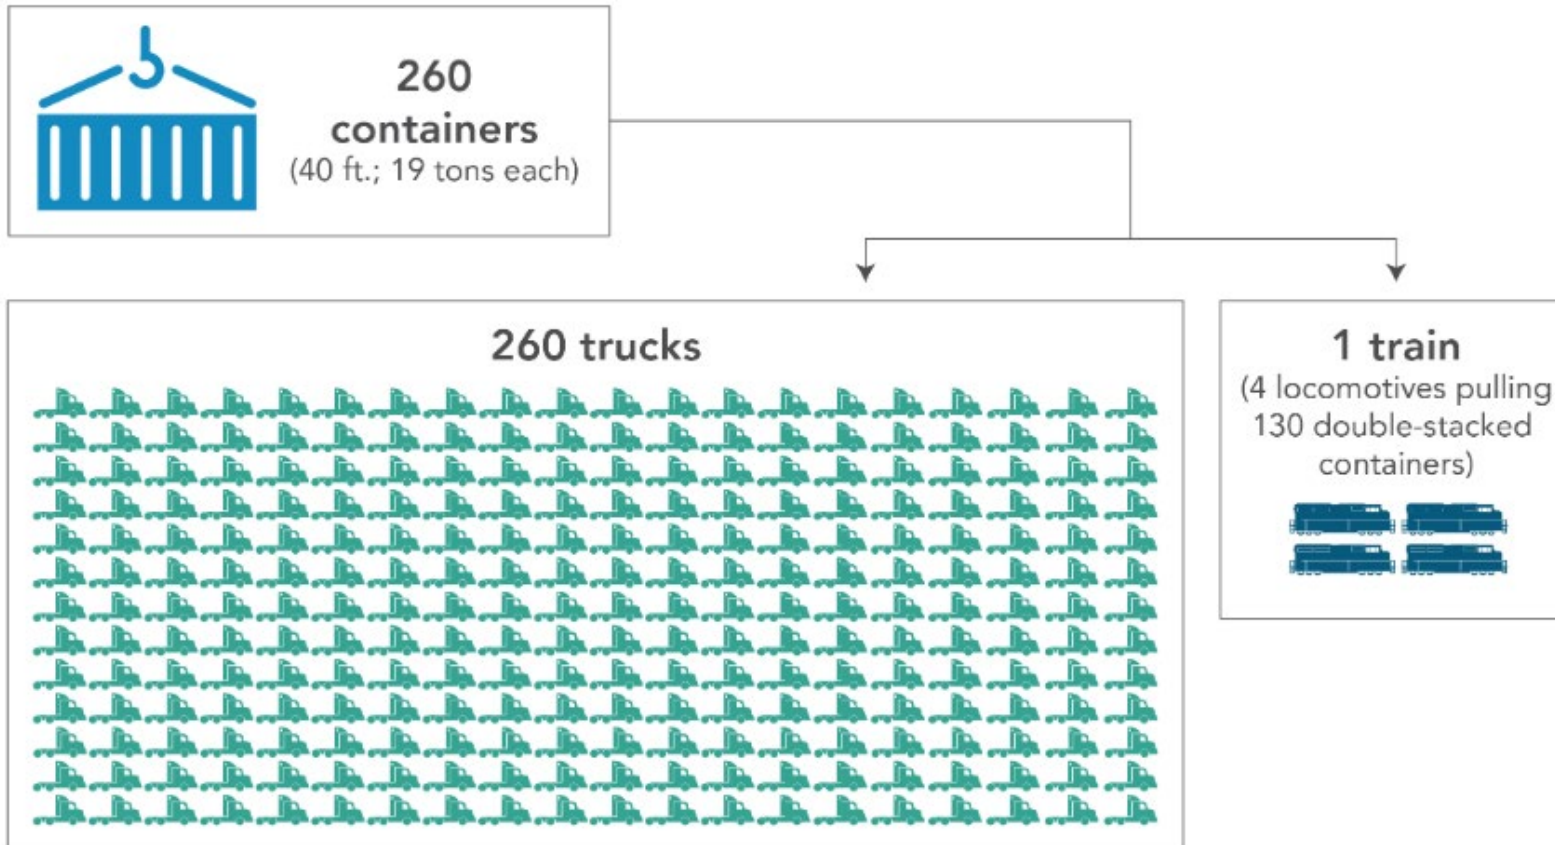 260
containers
(40 ft.; 19 tons each)
260 trucks
1 train
(4 locomotives pulling
130 double-stacked
containers)